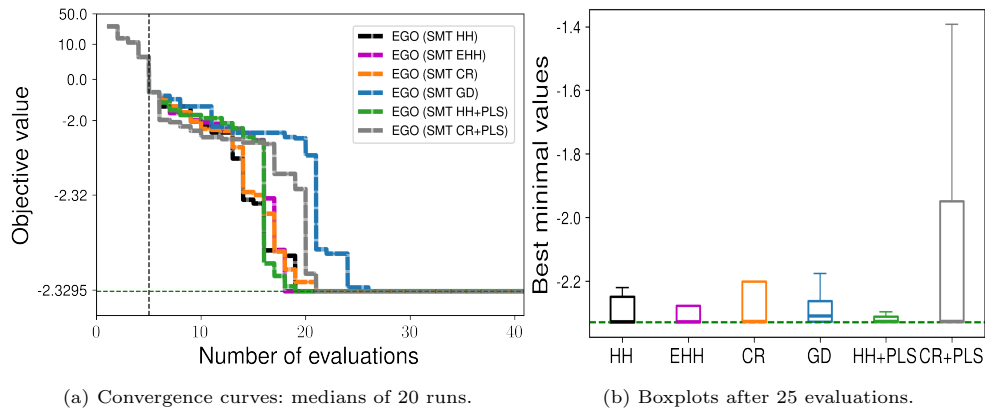 50.0
10.0
0.0
-2.0
-2.32
-2.3295
Objective value
EGO (SMT HH)
EGO (SMT EHH)
EGO (SMT CR)
EGO (SMT GD)
EGO (SMT HH+PLS)
EGO (SMT CR+PLS)
0 10 20 30 40
Number of evaluations
(a) Convergence curves: medians of 20 runs.
-1.4
-1.6
-1.8
-2.0
-2.2
Best minimal values
HH EHH CR GD HH+PLS CR+PLS
(b) Boxplots after 25 evaluations.